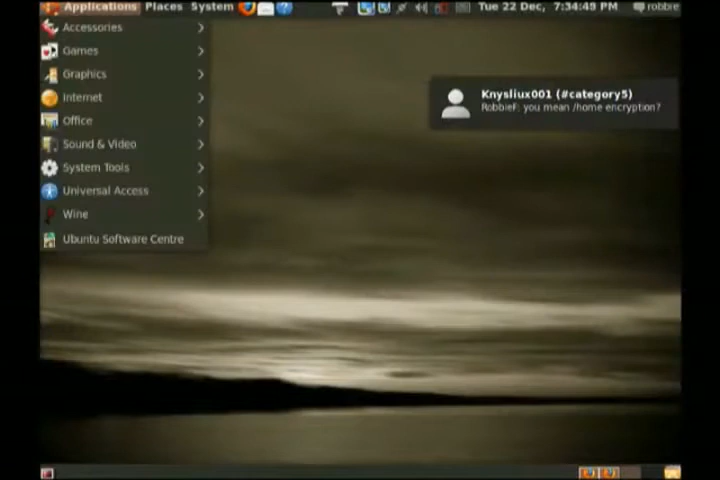 Applications Places System Tue 22 Dec, 7:34:49 PM robbie
Accessories
Games
Graphics
Internet
Office
Sound & Video
System Tools
Universal Access
Wine
Ubuntu Software Centre
Knysliux001 (#category5)
RobbieF: you mean /home encryption?